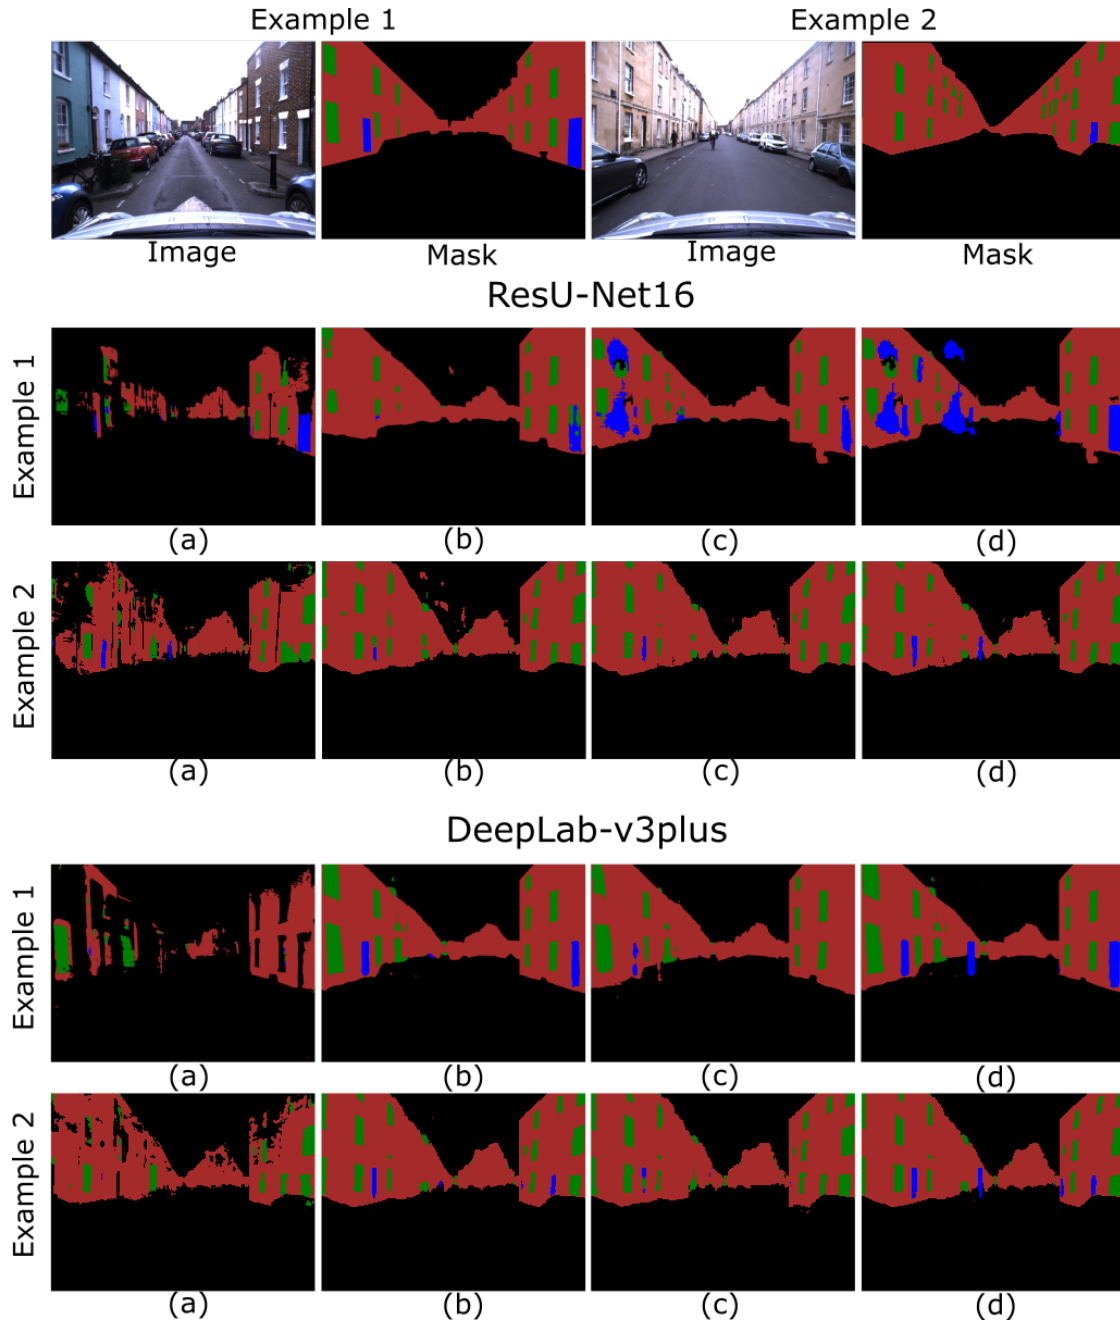 Example 1 Example 2
Image Mask Image Mask
ResU-Net16
Example 1
(a) (b) (c) (d)
Example 2
(a) (b) (c) (d)
DeepLab-v3plus
Example 1
(a) (b) (c) (d)
Example 2
(a) (b) (c) (d)